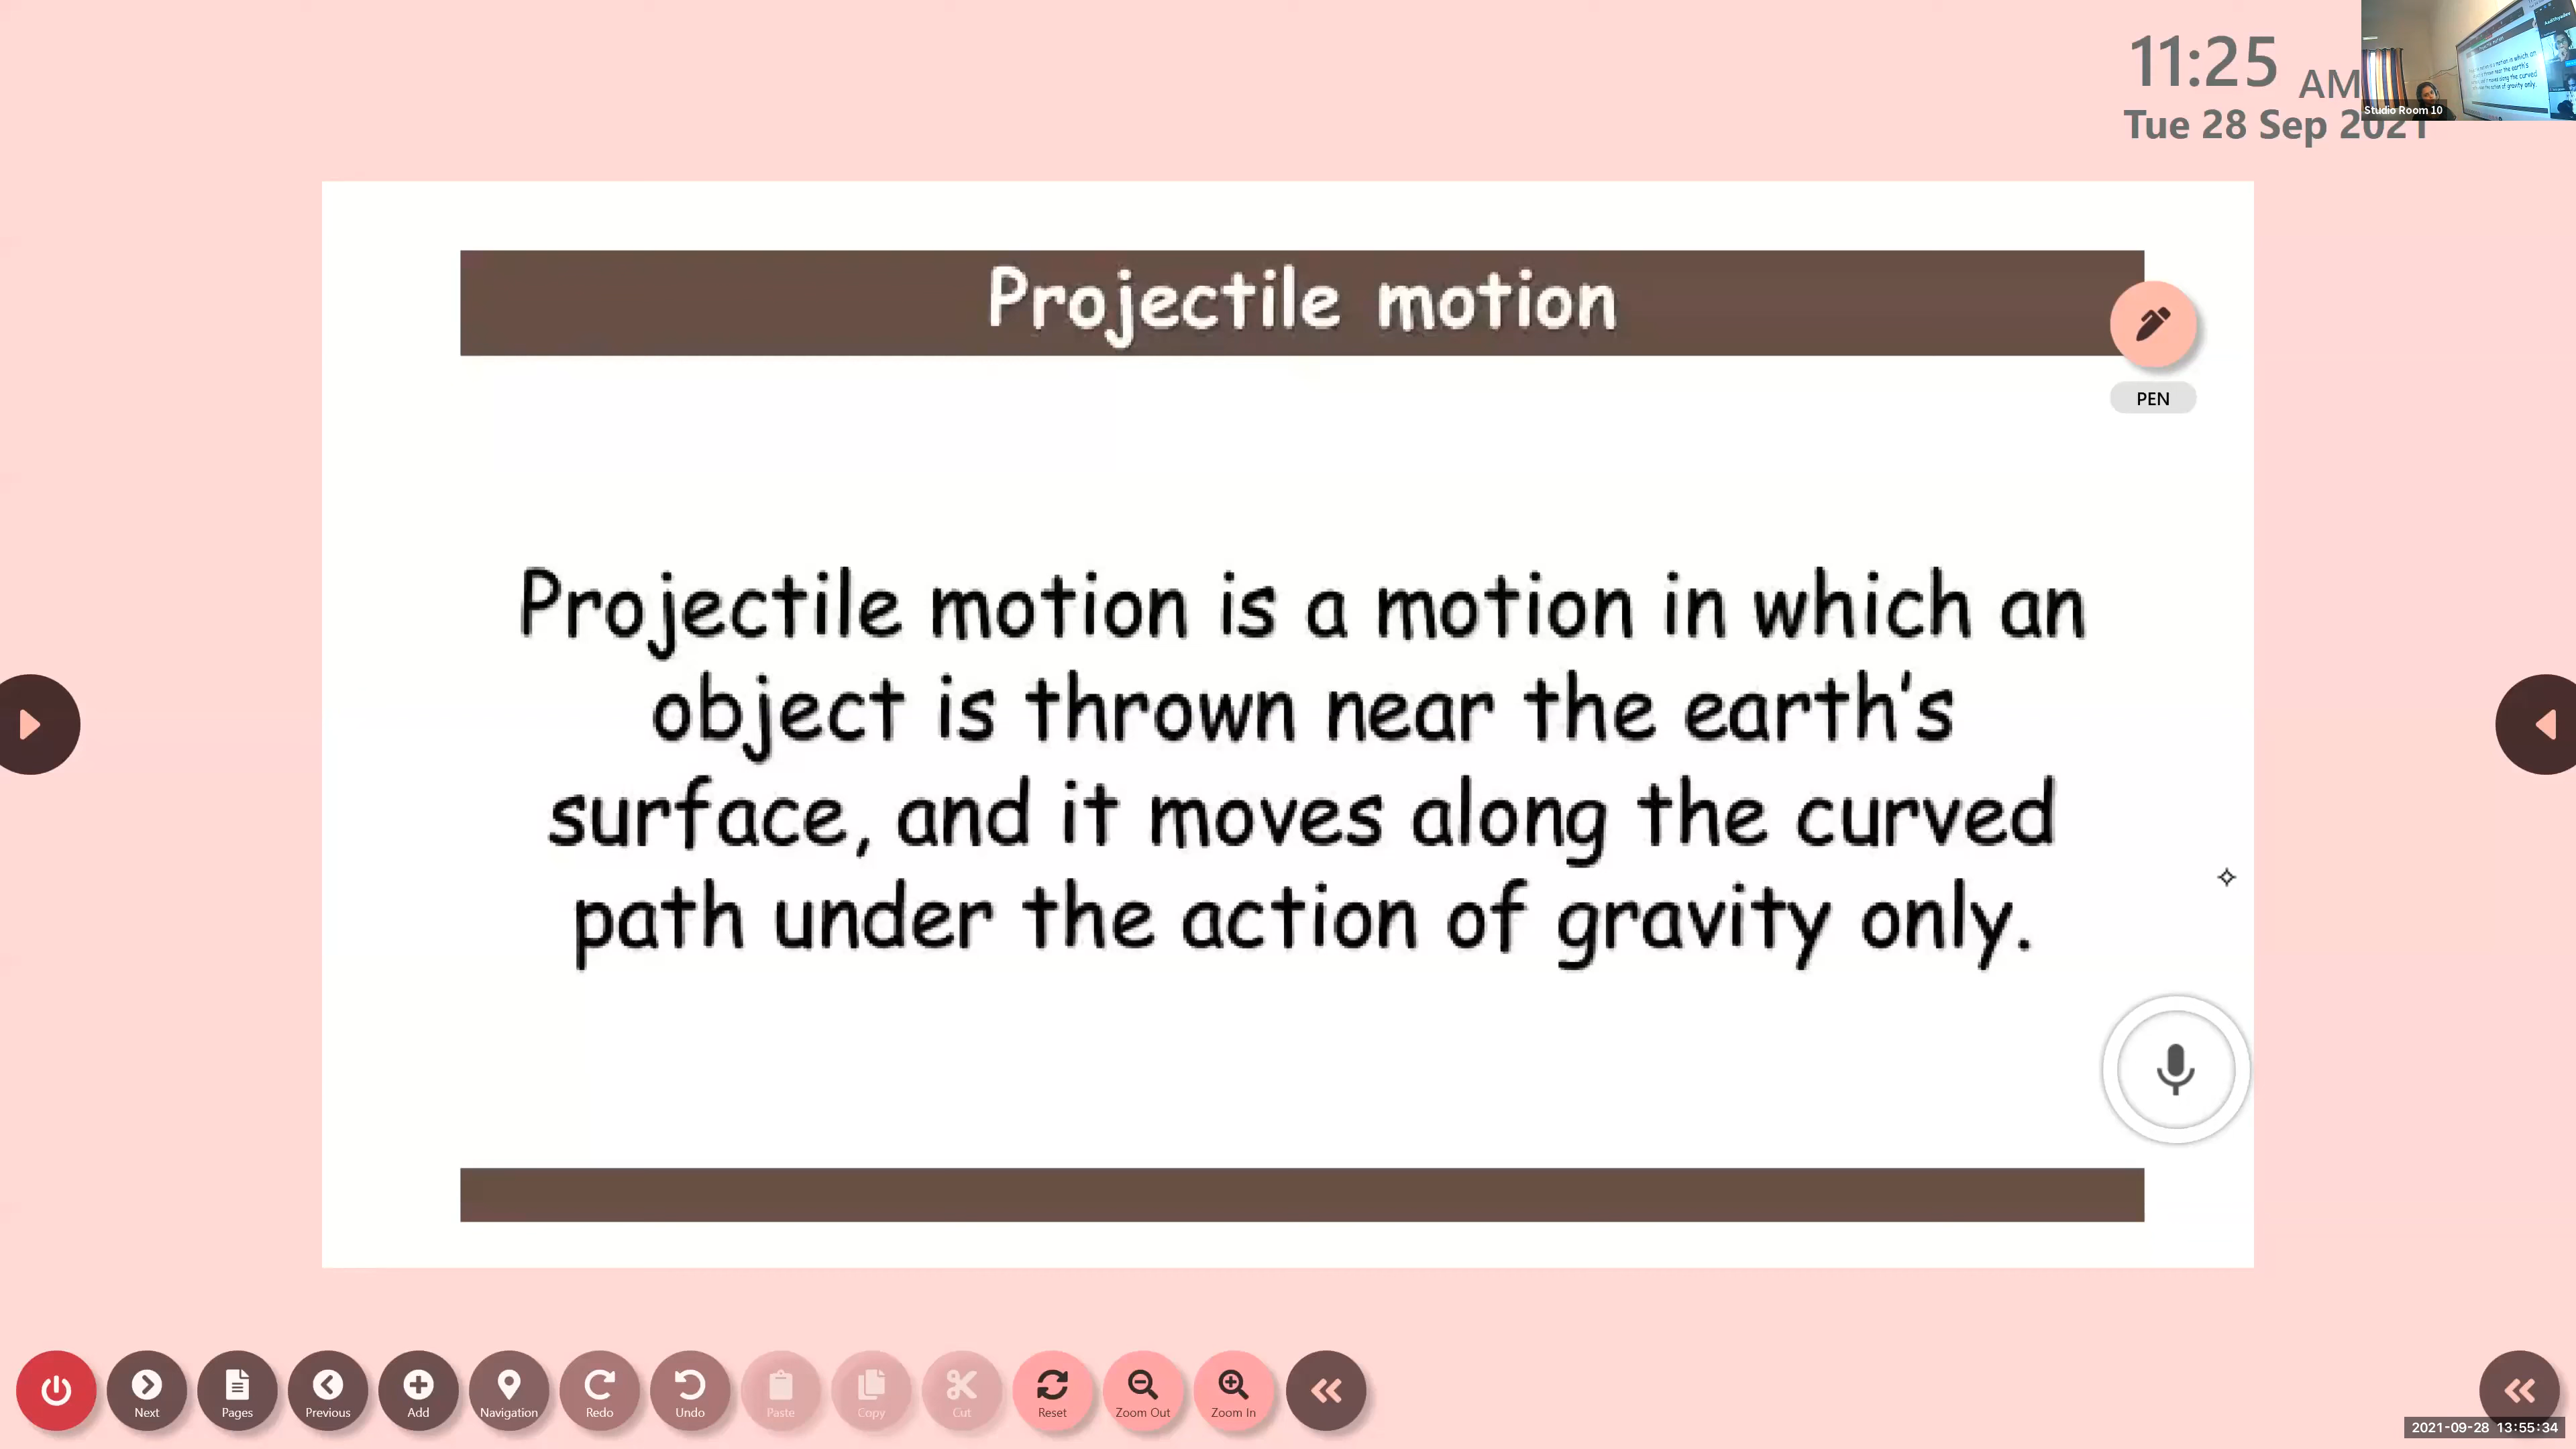 11:25 AM
Tue 28 Sep 2021
Studio Room 10
Projectile motion
PEN
Projectile motion is a motion in which an
object is thrown near the earth's
surface, and it moves along the curved
path under the action of gravity only.
Next
Pages
Previous
Add
Navigation
Redo
Undo
Paste
Copy
Cut
Reset
Zoom Out
Zoom In
2021-09-28 13:55:34